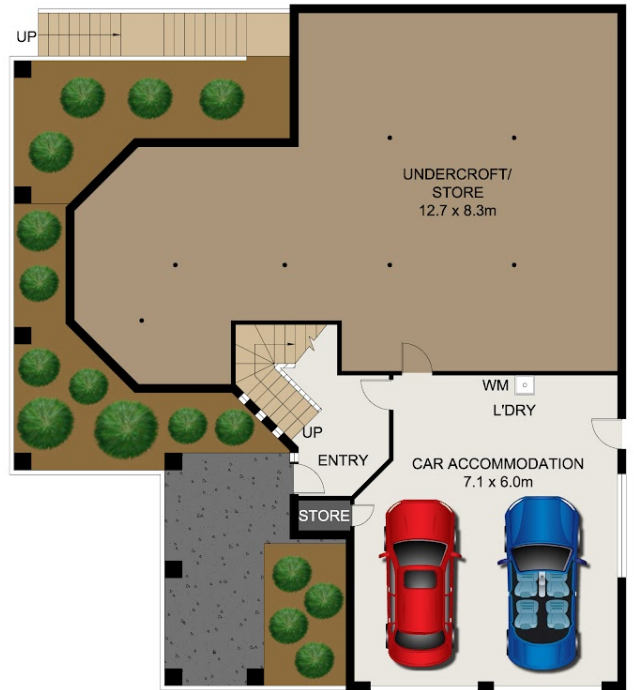 UP
UNDERCROFT/
STORE
12.7 x 8.3m
WM
L'DRY
UP
ENTRY
CAR ACCOMMODATION
7.1 x 6.0m
STORE